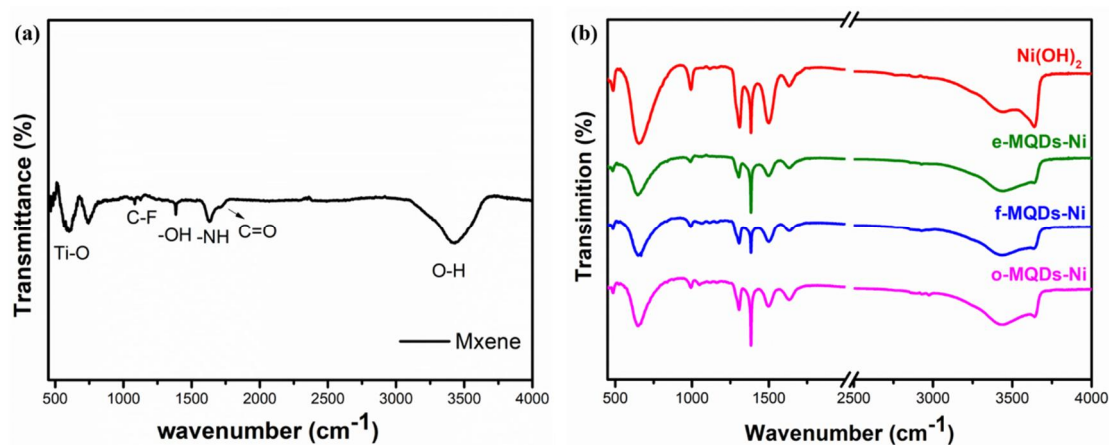 (a)
Transmittance (%)
Ti-O
C-F
-OH
-NH
C=O
O-H
Mxene
500 1000 1500 2000 2500 3000 3500 4000
wavenumber (cm⁻¹)
(b)
Transimition (%)
Ni(OH)₂
e-MQDs-Ni
f-MQDs-Ni
o-MQDs-Ni
500 1000 1500 2500 3000 3500 4000
Wavenumber (cm⁻¹)